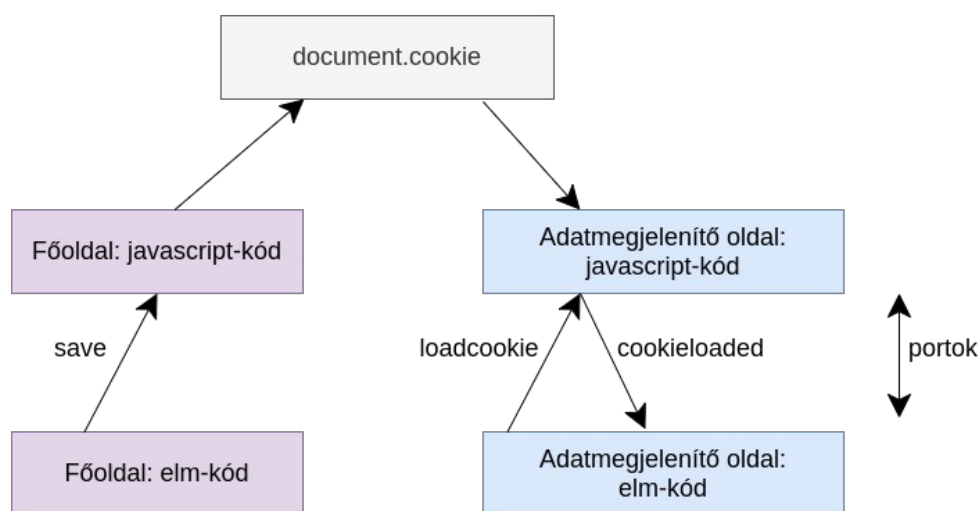 document.cookie
Főoldal: javascript-kód
Adatmegjelenítő oldal:
javascript-kód
save
loadcookie
cookieloaded
portok
Főoldal: elm-kód
Adatmegjelenítő oldal:
elm-kód